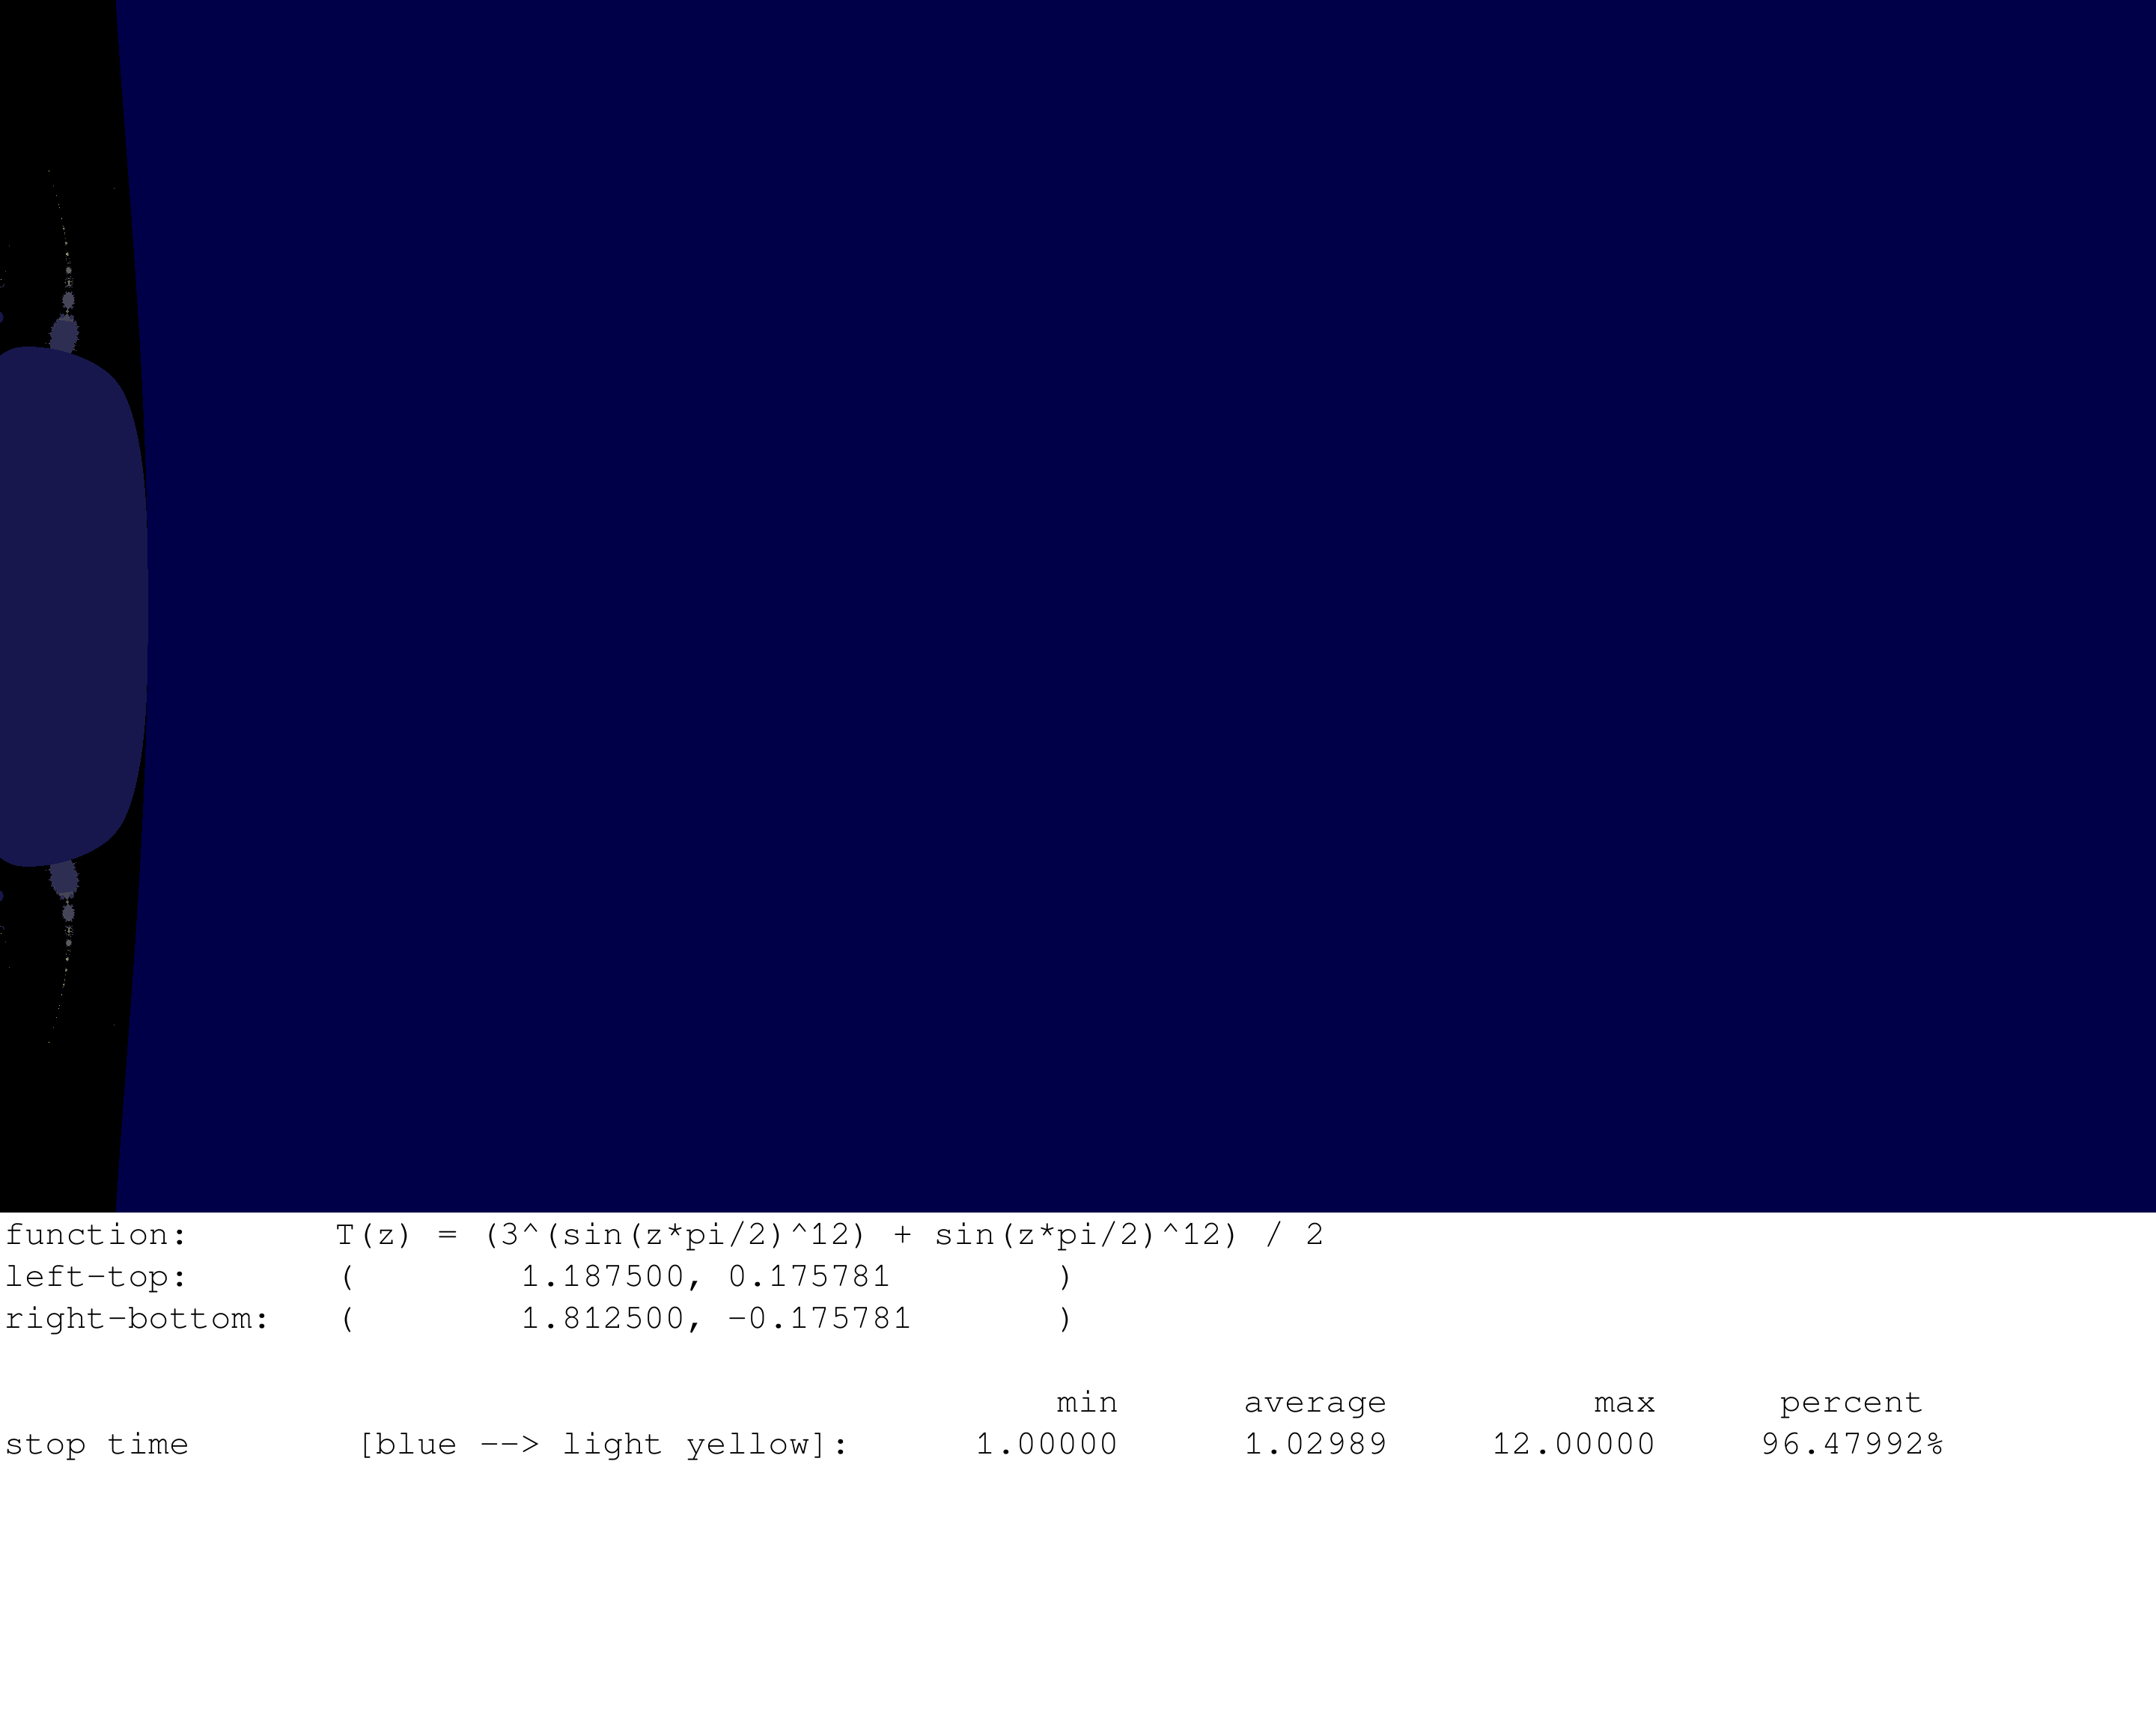 function: T(z) = (3^(sin(z*pi/2)^12) + sin(z*pi/2)^12) / 2
left-top: ( 1.187500, 0.175781 )
right-bottom: ( 1.812500, -0.175781 )
min average max percent
stop time [blue --> light yellow]: 1.00000 1.02989 12.00000 96.47992%